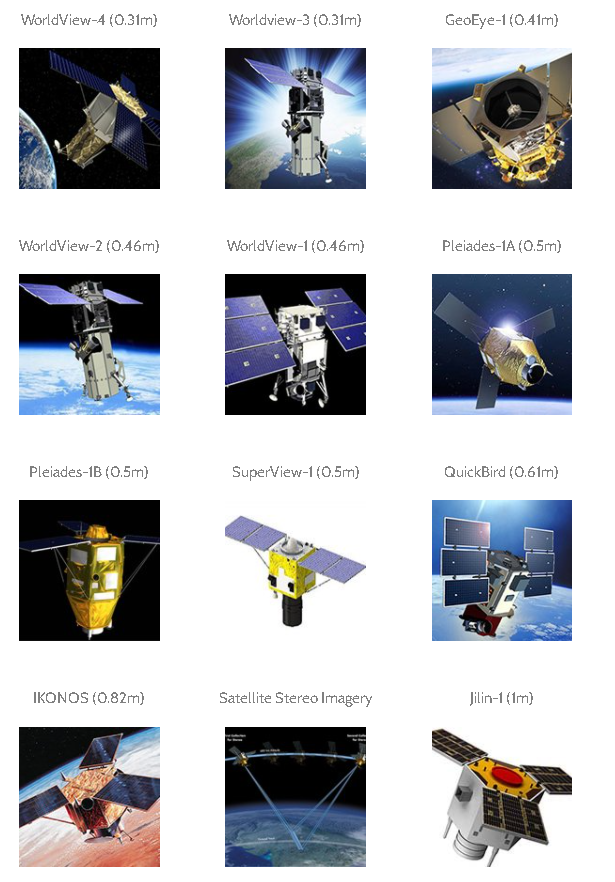 WorldView-4 (0.31m)
Worldview-3 (0.31m)
GeoEye-1 (0.41m)
WorldView-2 (0.46m)
WorldView-1 (0.46m)
Pleiades-1A (0.5m)
Pleiades-1B (0.5m)
SuperView-1 (0.5m)
QuickBird (0.61m)
IKONOS (0.82m)
Satellite Stereo Imagery
Jilin-1 (1m)